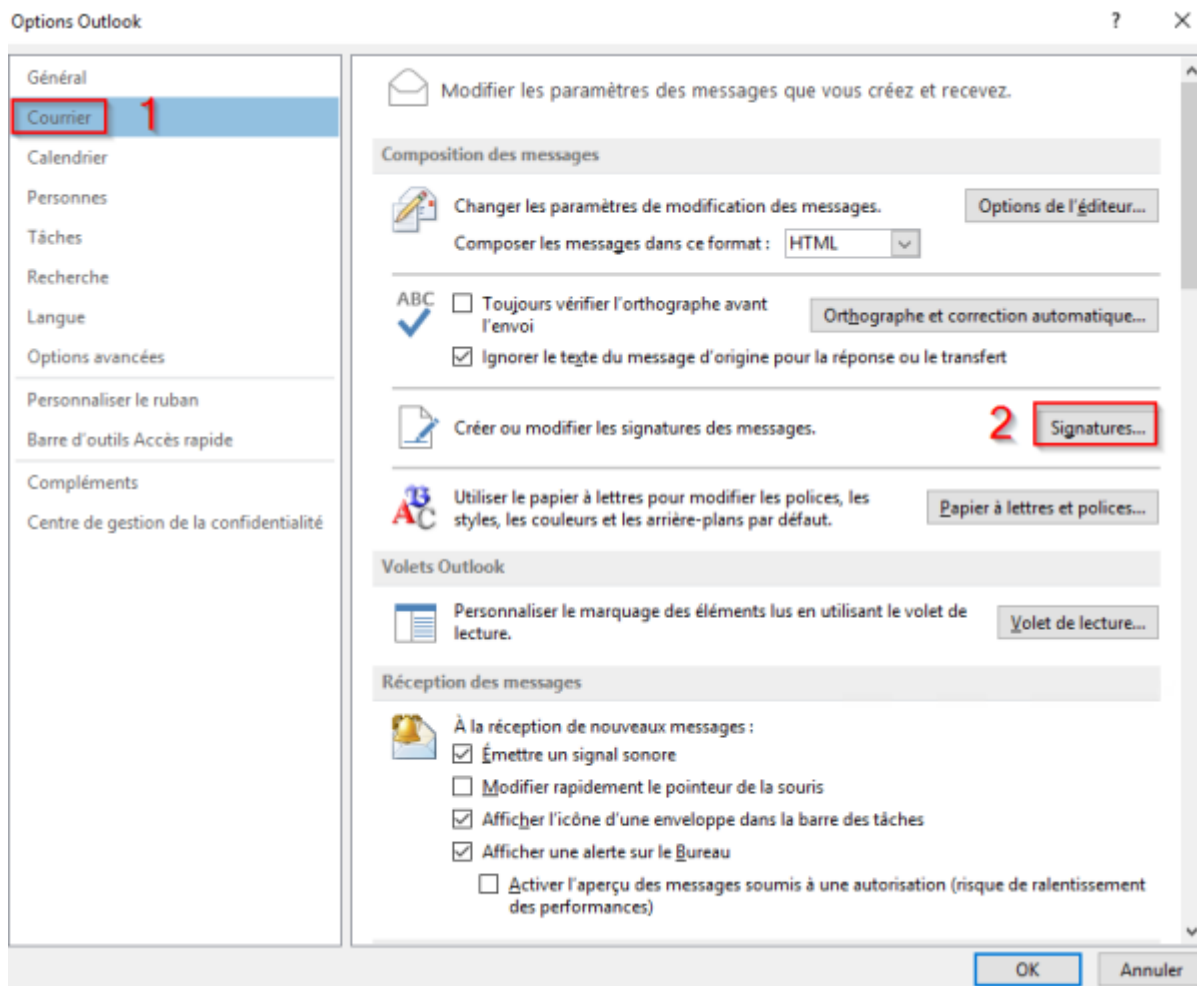 Options Outlook
?
Général
Courrier 1
Calendrier
Personnes
Tâches
Recherche
Langue
Options avancées
Personnaliser le ruban
Barre d'outils Accès rapide
Compléments
Centre de gestion de la confidentialité
Modifier les paramètres des messages que vous créez et recevez.
Composition des messages
Changer les paramètres de modification des messages.
Options de l'éditeur...
Composer les messages dans ce format : HTML
ABC
Toujours vérifier l'orthographe avant
l'envoi
Orthographe et correction automatique...
Ignorer le texte du message d'origine pour la réponse ou le transfert
Créer ou modifier les signatures des messages.
2 Signatures...
Utiliser le papier à lettres pour modifier les polices, les
styles, les couleurs et les arrière-plans par défaut.
Papier à lettres et polices...
Volets Outlook
Personnaliser le marquage des éléments lus en utilisant le volet de
lecture.
Volet de lecture...
Réception des messages
À la réception de nouveaux messages :
Émettre un signal sonore
Modifier rapidement le pointeur de la souris
Afficher l'icône d'une enveloppe dans la barre des tâches
Afficher une alerte sur le Bureau
Activer l'aperçu des messages soumis à une autorisation (risque de ralentissement
des performances)
OK
Annuler